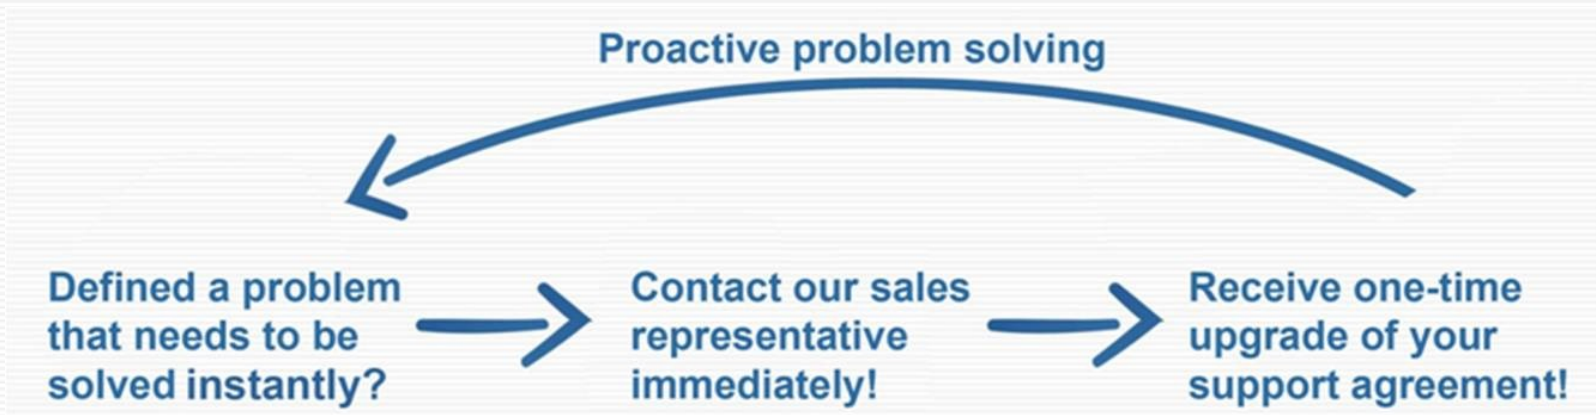 Proactive problem solving
Defined a problem
that needs to be
solved instantly?
Contact our sales
representative
immediately!
Receive one-time
upgrade of your
support agreement!